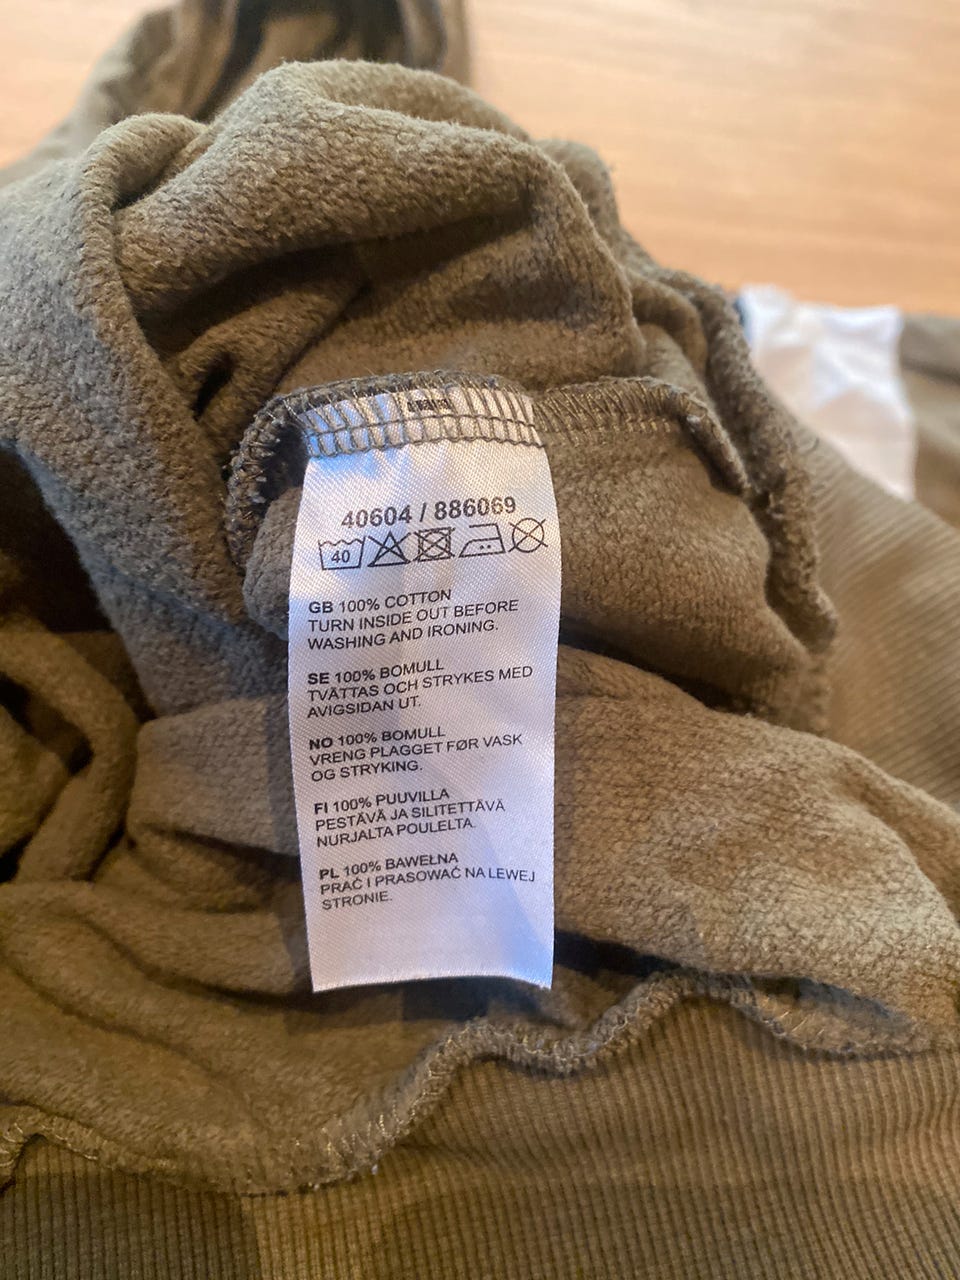 40604 / 886069
40
GB 100% COTTON
TURN INSIDE OUT BEFORE
WASHING AND IRONING.
SE 100% BOMULL
TVÄTTAS OCH STRYKES MED
AVIGSIDAN UT.
NO 100% BOMULL
VRENG PLAGGET FØR VASK
OG STRYKING.
FI 100% PUUVILLA
PESTÄVÄ JA SILITETTÄVÄ
NURJALTA POULELTA.
PL 100% BAWEŁNA
PRAĆ I PRASOWAĆ NA LEWEJ
STRONIE.